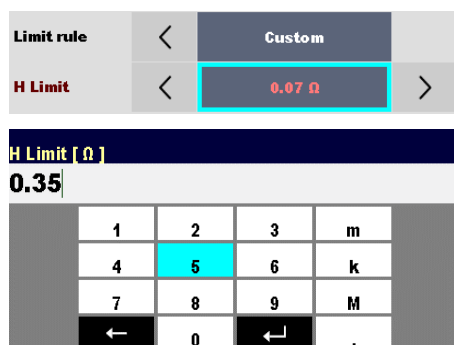 Limit rule < Custom
H Limit < 0.07 Ω >
H Limit [ Ω ]
0.35
1 2 3 m
4 5 6 k
7 8 9 M
← 0 ↵ .